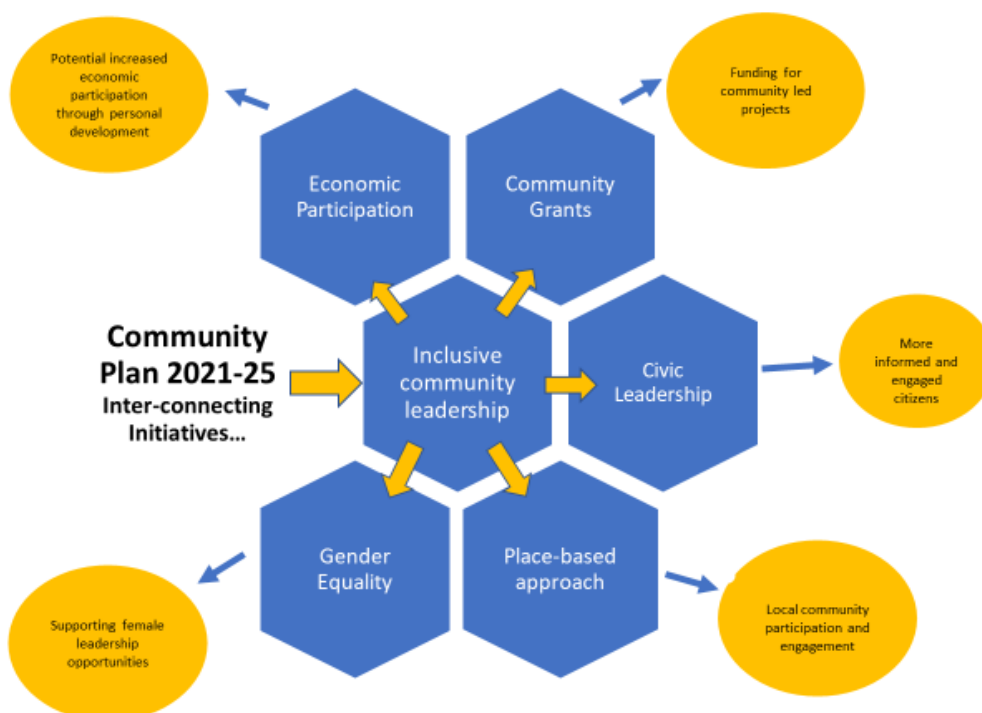 Potential increased
economic
participation
through personal
development
Funding for
community led
projects
Economic
Participation
Community
Grants
Community
Plan 2021-25
Inter-connecting
Initiatives...
Inclusive
community
leadership
Civic
Leadership
More
informed and
engaged
citizens
Gender
Equality
Place-based
approach
Supporting female
leadership
opportunities
Local community
participation and
engagement